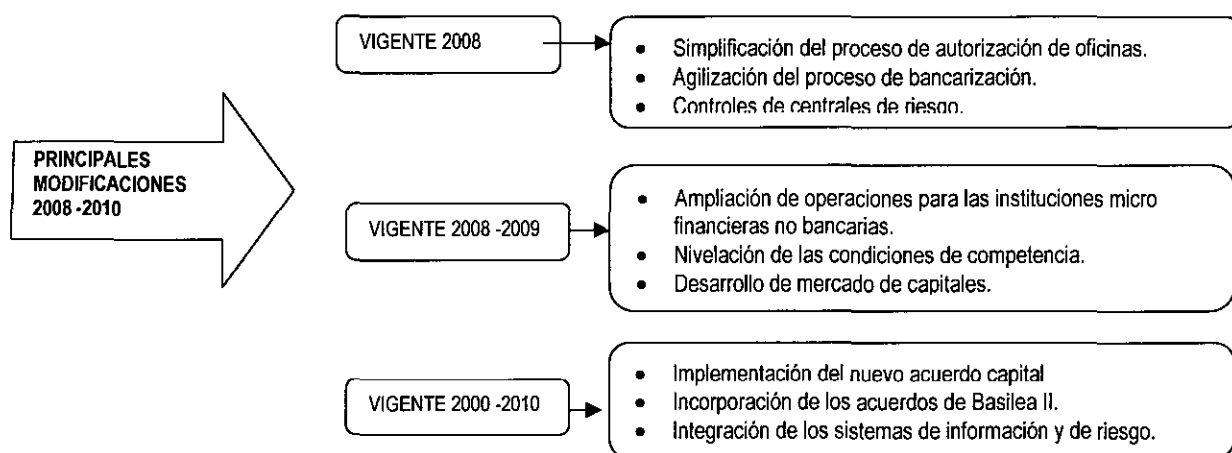 PRINCIPALES
MODIFICACIONES
2008 -2010
VIGENTE 2008
• Simplificación del proceso de autorización de oficinas.
• Agilización del proceso de bancarización.
• Controles de centrales de riesgo.
VIGENTE 2008 -2009
• Ampliación de operaciones para las instituciones micro
financieras no bancarias.
• Nivelación de las condiciones de competencia.
• Desarrollo de mercado de capitales.
VIGENTE 2000 -2010
• Implementación del nuevo acuerdo capital
• Incorporación de los acuerdos de Basilea II.
• Integración de los sistemas de información y de riesgo.